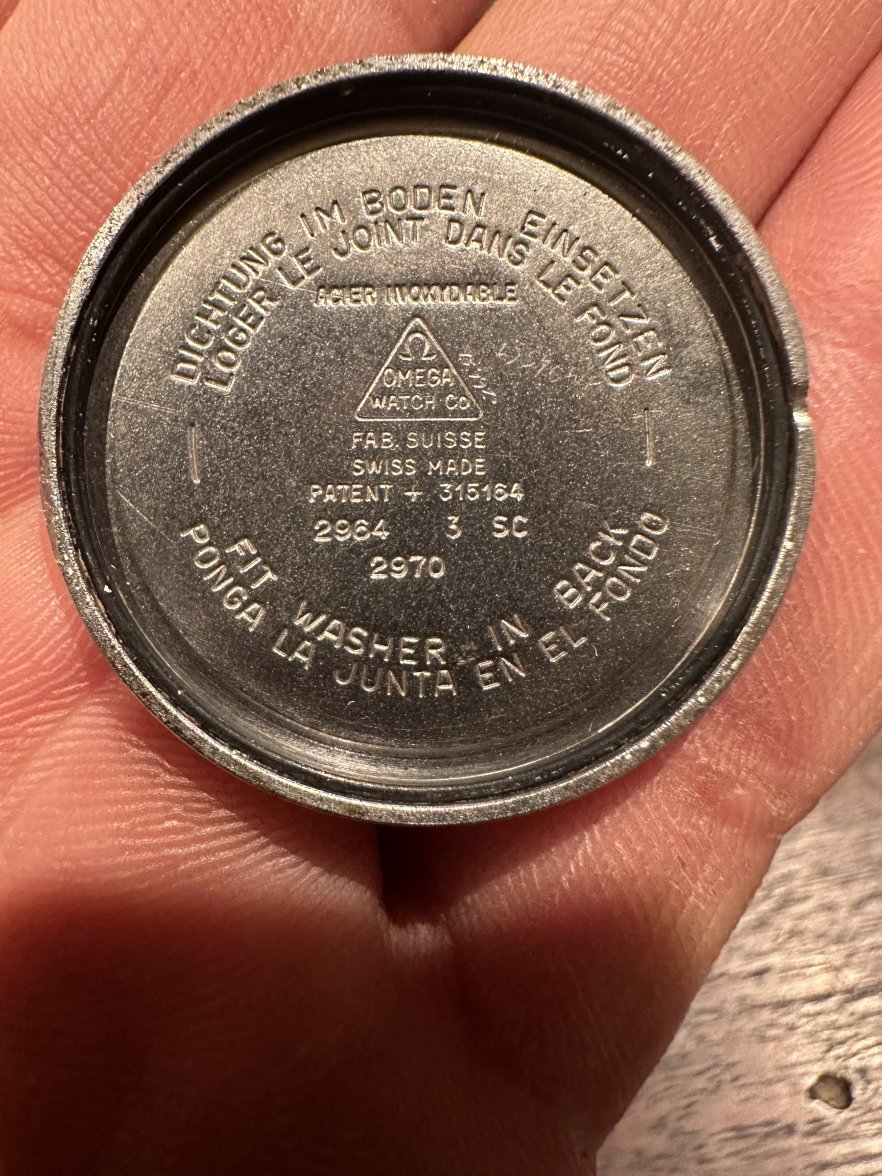 DICHTUNG IM BODEN EINSETZEN
LOGER LE JOINT DANS LE FOND
ACIER INOXYDABLE
Ω
OMEGA
WATCH Co
FAB. SUISSE
SWISS MADE
PATENT + 315164
2964 3 SC
2970
FIT WASHER IN BACK
PONGA LA JUNTA EN EL FONDO